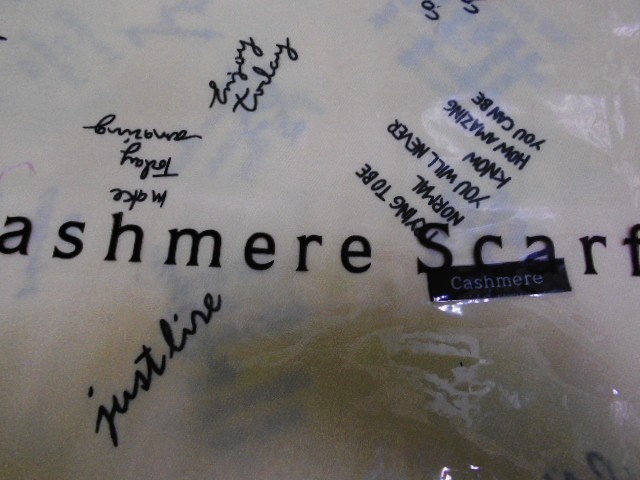 Enjoy
today
make
Today
amazing
YING TO BE
NORMAL
YOU WILL NEVER
KNOW
HOW AMAZING
YOU CAN BE
ashmere Scarf
Cashmere
just live